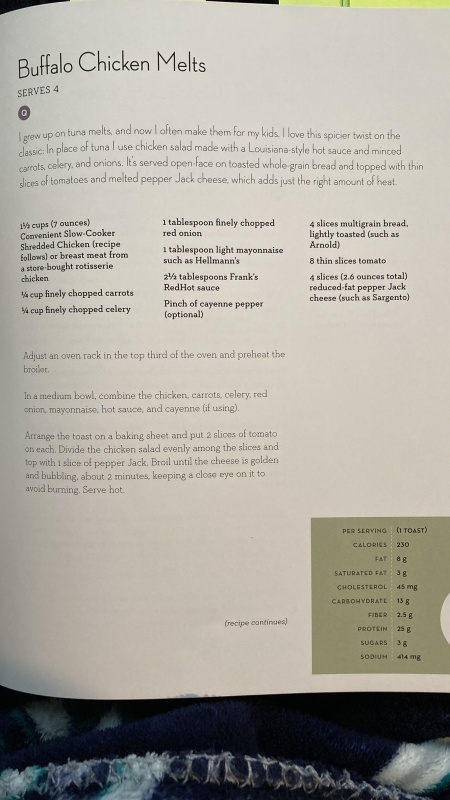 Buffalo Chicken Melts
SERVES 4
Q
I grew up on tuna melts, and now I often make them for my kids. I love this spicier twist on the
classic. In place of tuna I use chicken salad made with a Louisiana-style hot sauce and minced
carrots, celery, and onions. It's served open-face on toasted whole-grain bread and topped with thin
slices of tomatoes and melted pepper Jack cheese, which adds just the right amount of heat.
1½ cups (7 ounces)
Convenient Slow-Cooker
Shredded Chicken (recipe
follows) or breast meat from
a store-bought rotisserie
chicken
¼ cup finely chopped carrots
¼ cup finely chopped celery
1 tablespoon finely chopped
red onion
1 tablespoon light mayonnaise
such as Hellmann's
2½ tablespoons Frank's
RedHot sauce
Pinch of cayenne pepper
(optional)
4 slices multigrain bread,
lightly toasted (such as
Arnold)
8 thin slices tomato
4 slices (2.6 ounces total)
reduced-fat pepper Jack
cheese (such as Sargento)
Adjust an oven rack in the top third of the oven and preheat the
broiler.
In a medium bowl, combine the chicken, carrots, celery, red
onion, mayonnaise, hot sauce, and cayenne (if using).
Arrange the toast on a baking sheet and put 2 slices of tomato
on each. Divide the chicken salad evenly among the slices and
top with 1 slice of pepper Jack. Broil until the cheese is golden
and bubbling, about 2 minutes, keeping a close eye on it to
avoid burning. Serve hot.
(recipe continues)
PER SERVING (1 TOAST)
CALORIES 230
FAT 8 g
SATURATED FAT 3 g
CHOLESTEROL 45 mg
CARBOHYDRATE 13 g
FIBER 2.5 g
PROTEIN 25 g
SUGARS 3 g
SODIUM 414 mg